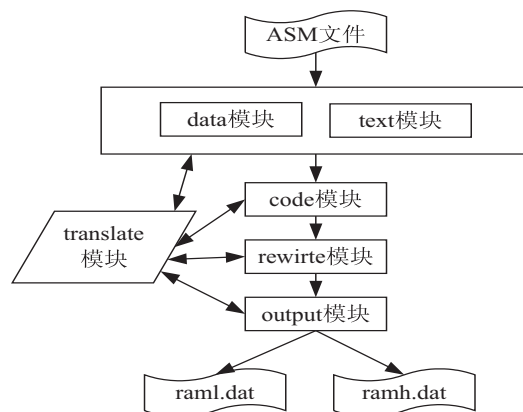 ASM文件
data模块
text模块
code模块
translate
模块
rewirte模块
output模块
raml.dat
ramh.dat